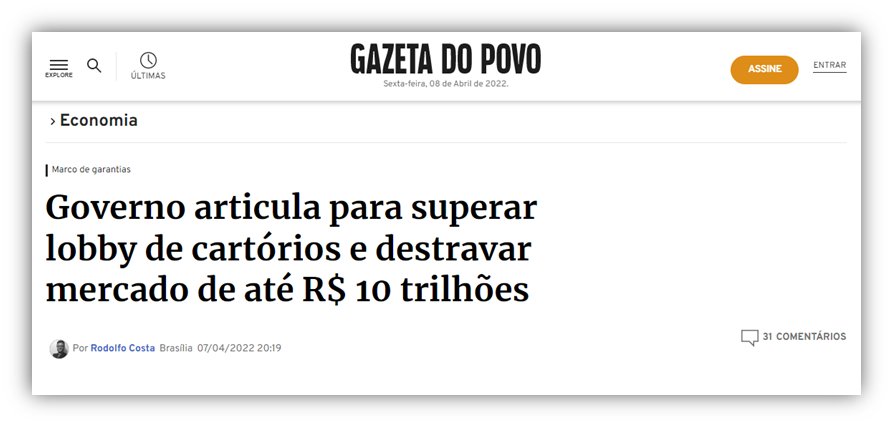 EXPLORE
ÚLTIMAS
GAZETA DO POVO
Sexta-feira, 08 de Abril de 2022.
ASSINE
ENTRAR
› Economia
Marco de garantias
Governo articula para superar
lobby de cartórios e destravar
mercado de até R$ 10 trilhões
Por Rodolfo Costa Brasília 07/04/2022 20:19
31 COMENTÁRIOS